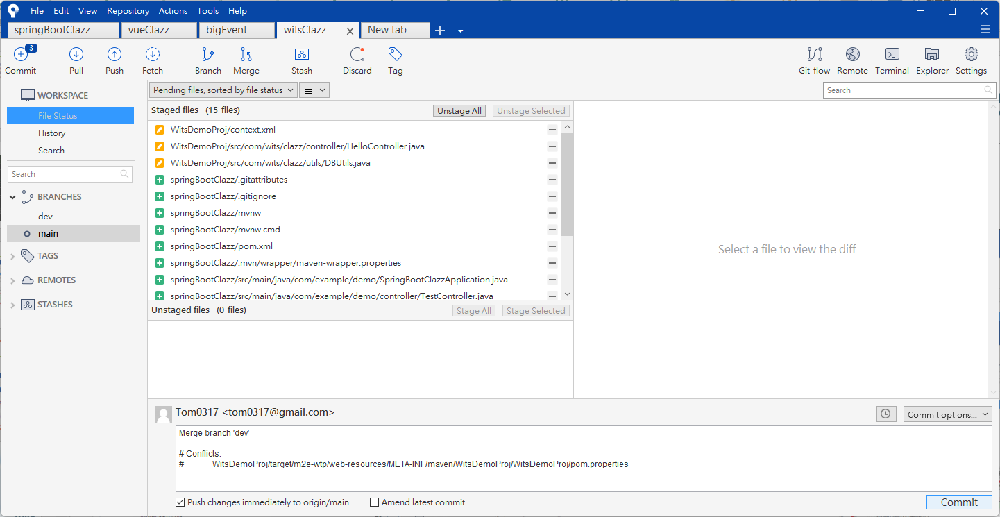 File Edit View Repository Actions Tools Help
springBootClazz vueClazz bigEvent witsClazz New tab
3
Commit Pull Push Fetch Branch Merge Stash Discard Tag Git-flow Remote Terminal Explorer Settings
WORKSPACE
File Status
History
Search
Search
BRANCHES
dev
main
TAGS
REMOTES
STASHES
Pending files, sorted by file status
Search
Staged files (15 files) Unstage All Unstage Selected
WitsDemoProj/context.xml
WitsDemoProj/src/com/wits/clazz/controller/HelloController.java
WitsDemoProj/src/com/wits/clazz/utils/DBUtils.java
springBootClazz/.gitattributes
springBootClazz/.gitignore
springBootClazz/mvnw
springBootClazz/mvnw.cmd
springBootClazz/pom.xml
springBootClazz/.mvn/wrapper/maven-wrapper.properties
springBootClazz/src/main/java/com/example/demo/SpringBootClazzApplication.java
springBootClazz/src/main/java/com/example/demo/controller/TestController.java
Unstaged files (0 files) Stage All Stage Selected
Select a file to view the diff
Tom0317 <tom0317@gmail.com>
Commit options...
Merge branch 'dev'
# Conflicts:
# WitsDemoProj/target/m2e-wtp/web-resources/META-INF/maven/WitsDemoProj/WitsDemoProj/pom.properties
Push changes immediately to origin/main Amend latest commit
Commit